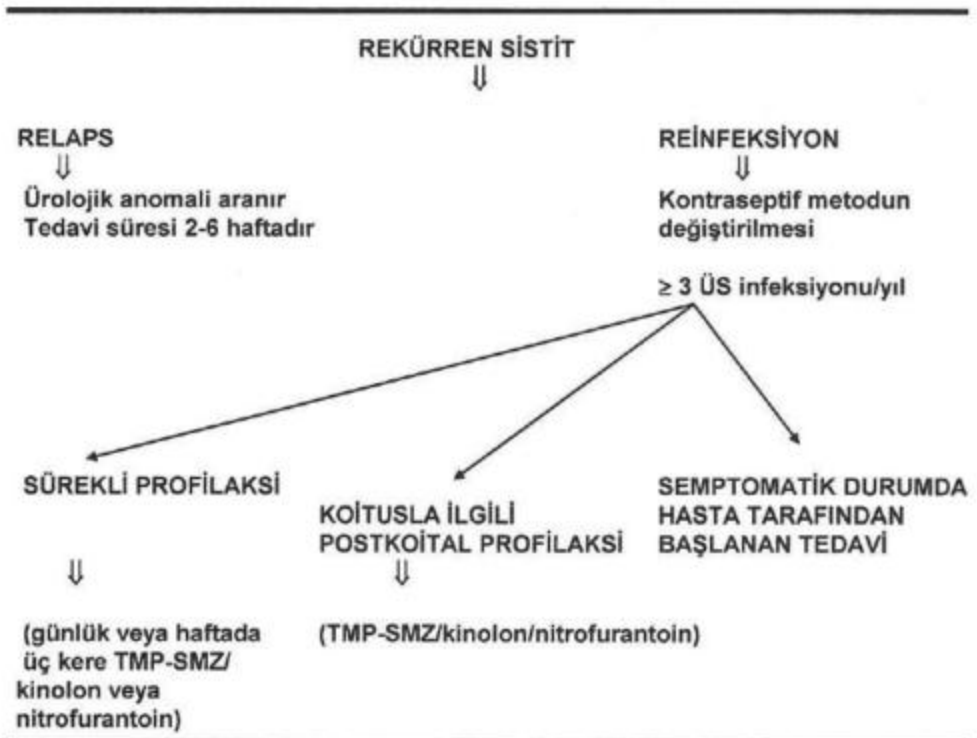 REKÜRREN SİSTİT
⇓
RELAPS
⇓
Ürolojik anomali aranır
Tedavi süresi 2-6 haftadır
REİNFEKSİYON
⇓
Kontraseptif metodun
değiştirilmesi
≥ 3 ÜS infeksiyonu/yıl
SÜREKLİ PROFİLAKSİ
⇓
(günlük veya haftada
üç kere TMP-SMZ/
kinolon veya
nitrofurantoin)
KOİTUSLA İLGİLİ
POSTKOİTAL PROFİLAKSİ
⇓
(TMP-SMZ/kinolon/nitrofurantoin)
SEMPTOMATİK DURUMDA
HASTA TARAFINDAN
BAŞLANAN TEDAVİ